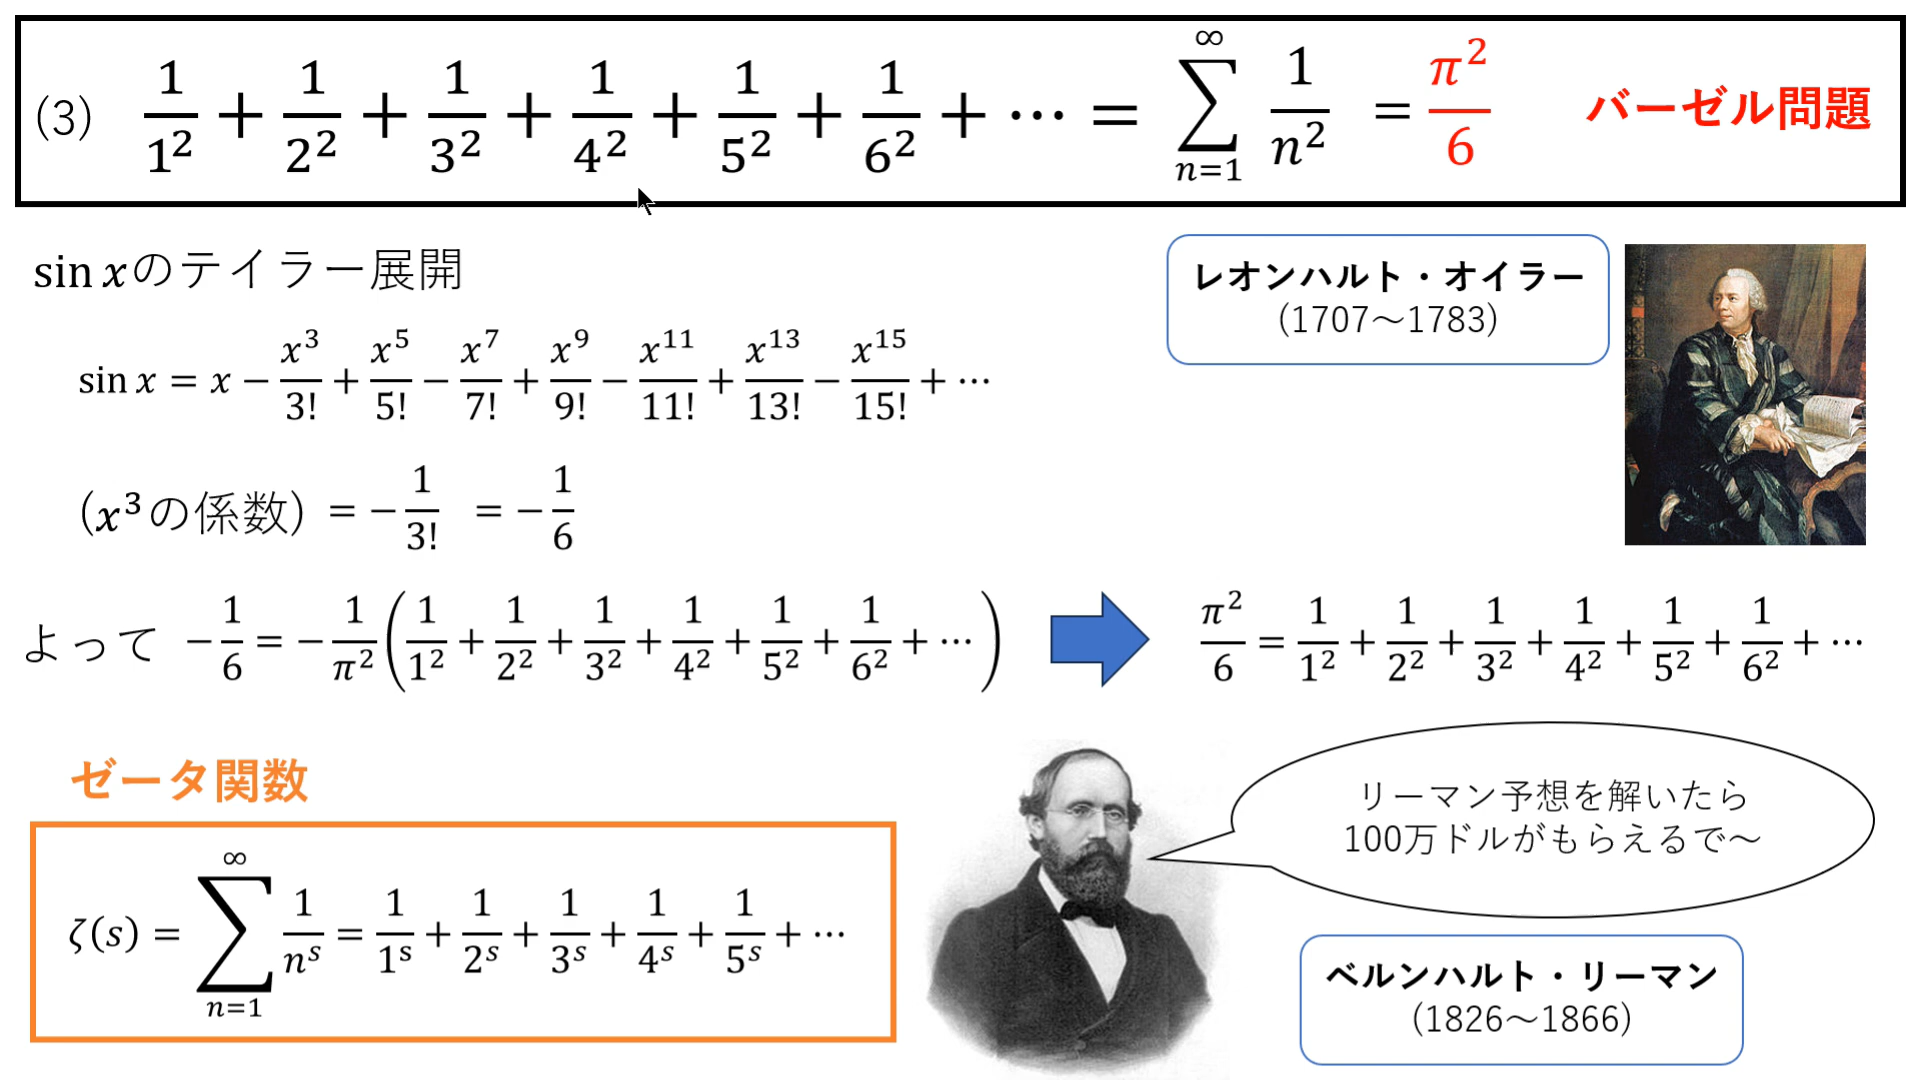 (3) 1/1² + 1/2² + 1/3² + 1/4² + 1/5² + 1/6² + ⋯ = ∑_{n=1}^{∞} 1/n² = π²/6 バーゼル問題
sin xのテイラー展開
レオンハルト・オイラー
(1707～1783)
sin x = x − x³/3! + x⁵/5! − x⁷/7! + x⁹/9! − x¹¹/11! + x¹³/13! − x¹⁵/15! + ⋯
(x³の係数) = − 1/3! = − 1/6
よって − 1/6 = − 1/π² (1/1² + 1/2² + 1/3² + 1/4² + 1/5² + 1/6² + ⋯)
π²/6 = 1/1² + 1/2² + 1/3² + 1/4² + 1/5² + 1/6² + ⋯
ゼータ関数
ζ(s) = ∑_{n=1}^{∞} 1/nˢ = 1/1ˢ + 1/2ˢ + 1/3ˢ + 1/4ˢ + 1/5ˢ + ⋯
リーマン予想を解いたら
100万ドルがもらえるで～
ベルンハルト・リーマン
(1826～1866)